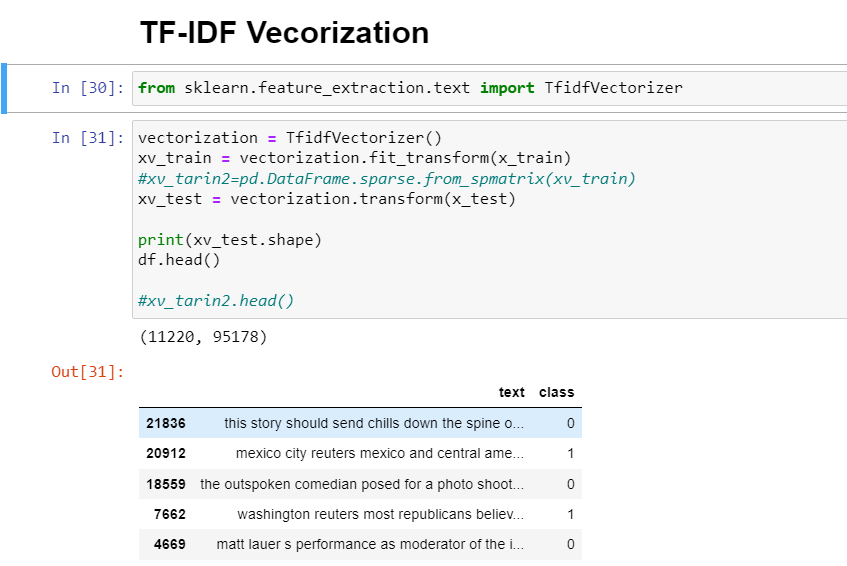 TF-IDF Vecorization
In [30]: from sklearn.feature_extraction.text import TfidfVectorizer
In [31]: vectorization = TfidfVectorizer()
xv_train = vectorization.fit_transform(x_train)
#xv_tarin2=pd.DataFrame.sparse.from_spmatrix(xv_train)
xv_test = vectorization.transform(x_test)
print(xv_test.shape)
df.head()
#xv_tarin2.head()
(11220, 95178)
Out[31]:
text class
21836 this story should send chills down the spine o... 0
20912 mexico city reuters mexico and central ame... 1
18559 the outspoken comedian posed for a photo shoot... 0
7662 washington reuters most republicans believ... 1
4669 matt lauer s performance as moderator of the i... 0